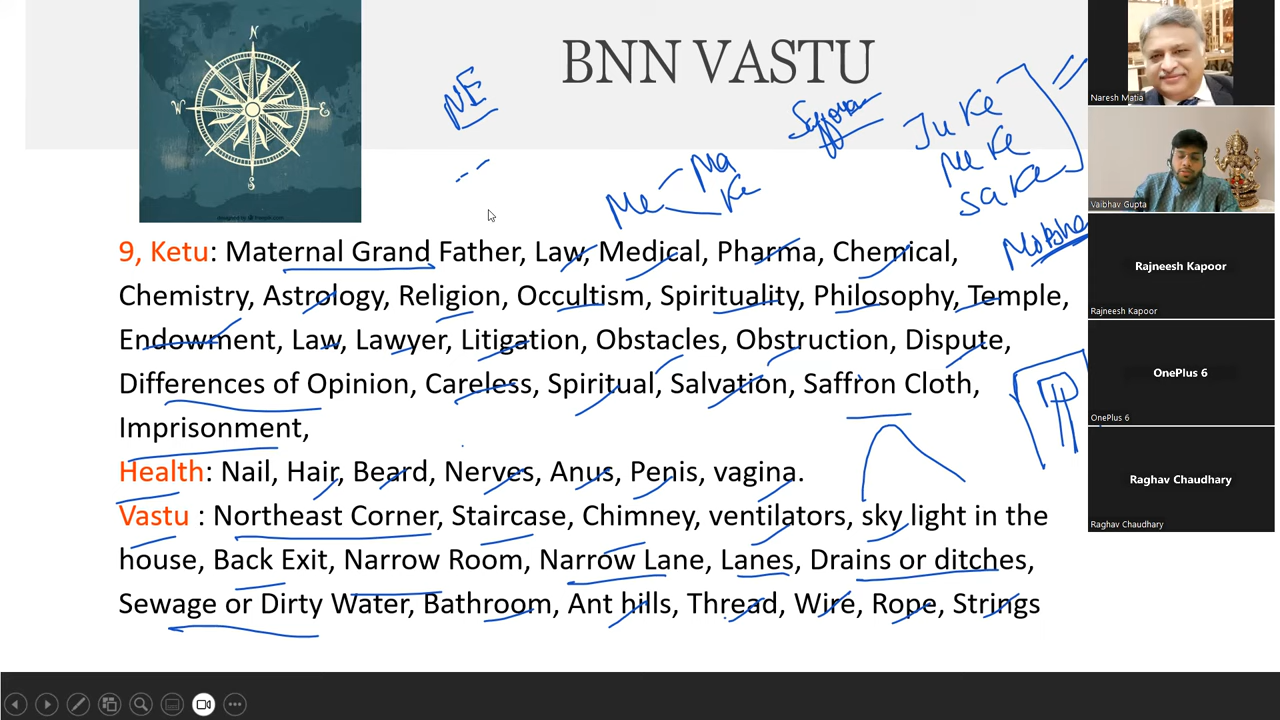 BNN VASTU
N
W
E
S
NE
Saffron
Ju Ke
Me Ke
Sa Ke
Ma
Me
Ke
Moksha
9, Ketu: Maternal Grand Father, Law, Medical, Pharma, Chemical,
Chemistry, Astrology, Religion, Occultism, Spirituality, Philosophy, Temple,
Endowment, Law, Lawyer, Litigation, Obstacles, Obstruction, Dispute,
Differences of Opinion, Careless, Spiritual, Salvation, Saffron Cloth,
Imprisonment,
Health: Nail, Hair, Beard, Nerves, Anus, Penis, vagina.
Vastu : Northeast Corner, Staircase, Chimney, ventilators, sky light in the
house, Back Exit, Narrow Room, Narrow Lane, Lanes, Drains or ditches,
Sewage or Dirty Water, Bathroom, Ant hills, Thread, Wire, Rope, Strings
Naresh Matia
Vaibhav Gupta
Rajneesh Kapoor
Rajneesh Kapoor
OnePlus 6
OnePlus 6
Raghav Chaudhary
Raghav Chaudhary